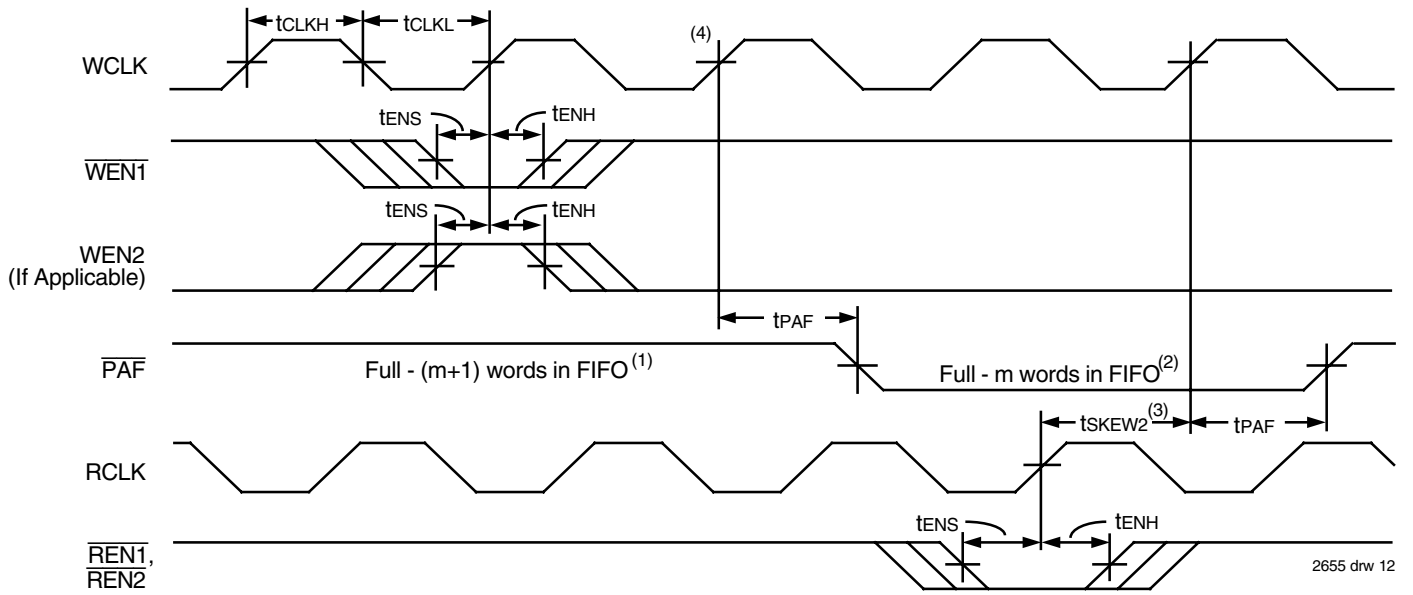 tCLKH tCLKL
(4)
WCLK
tENS tENH
WEN1
tENS tENH
WEN2
(If Applicable)
tPAF
PAF
Full - (m+1) words in FIFO(1)
Full - m words in FIFO(2)
tSKEW2(3) tPAF
RCLK
tENS tENH
REN1,
REN2
2655 drw 12